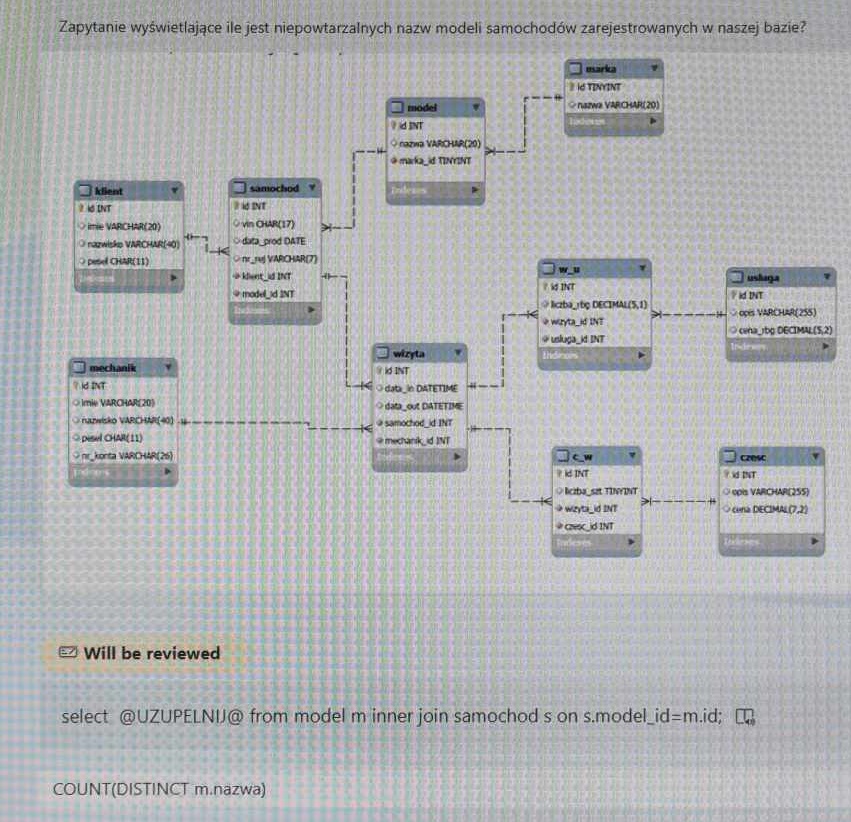 Zapytanie wyświetlające ile jest niepowtarzalnych nazw modeli samochodów zarejestrowanych w naszej bazie?
marka
id TINYINT
nazwa VARCHAR(20)
Indexes
model
id INT
nazwa VARCHAR(20)
marka_id TINYINT
Indexes
klient
id INT
imie VARCHAR(20)
nazwisko VARCHAR(40)
pesel CHAR(11)
Indexes
samochod
id INT
vin CHAR(17)
data_prod DATE
nr_rej VARCHAR(7)
klient_id INT
model_id INT
Indexes
w_u
id INT
liczba_rbg DECIMAL(5,1)
wizyta_id INT
usluga_id INT
Indexes
usluga
id INT
opis VARCHAR(255)
cena_rbg DECIMAL(5,2)
Indexes
mechanik
id INT
imie VARCHAR(20)
nazwisko VARCHAR(40)
pesel CHAR(11)
nr_konta VARCHAR(26)
Indexes
wizyta
id INT
data_in DATETIME
data_out DATETIME
samochod_id INT
mechanik_id INT
Indexes
c_w
id INT
liczba_szt TINYINT
wizyta_id INT
czesc_id INT
Indexes
czesc
id INT
opis VARCHAR(255)
cena DECIMAL(7,2)
Indexes
Will be reviewed
select @UZUPELNIJ@ from model m inner join samochod s on s.model_id=m.id;
COUNT(DISTINCT m.nazwa)